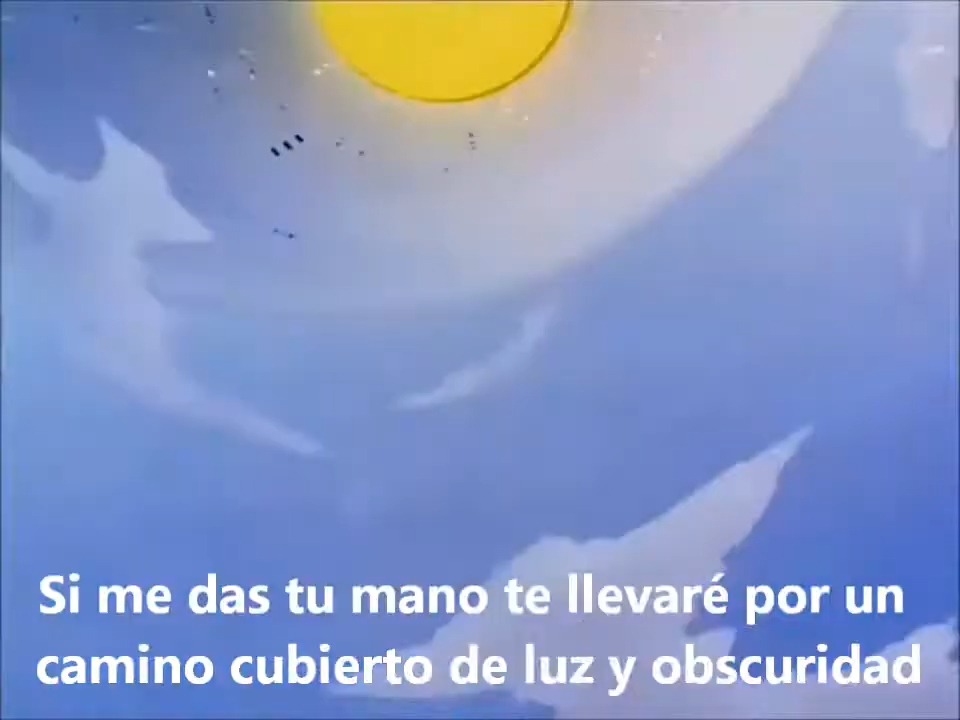 Si me das tu mano te llevaré por un
camino cubierto de luz y obscuridad